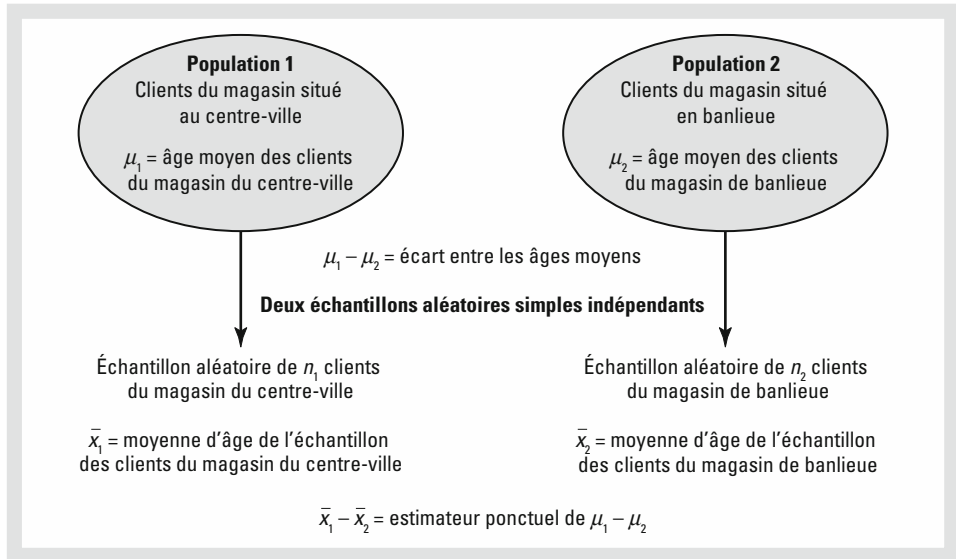 Population 1
Clients du magasin situé
au centre-ville
μ₁ = âge moyen des clients
du magasin du centre-ville
Population 2
Clients du magasin situé
en banlieue
μ₂ = âge moyen des clients
du magasin de banlieue
μ₁ – μ₂ = écart entre les âges moyens
Deux échantillons aléatoires simples indépendants
Échantillon aléatoire de n₁ clients
du magasin du centre-ville
x̄₁ = moyenne d'âge de l'échantillon
des clients du magasin du centre-ville
Échantillon aléatoire de n₂ clients
du magasin de banlieue
x̄₂ = moyenne d'âge de l'échantillon
des clients du magasin de banlieue
x̄₁ – x̄₂ = estimateur ponctuel de μ₁ – μ₂